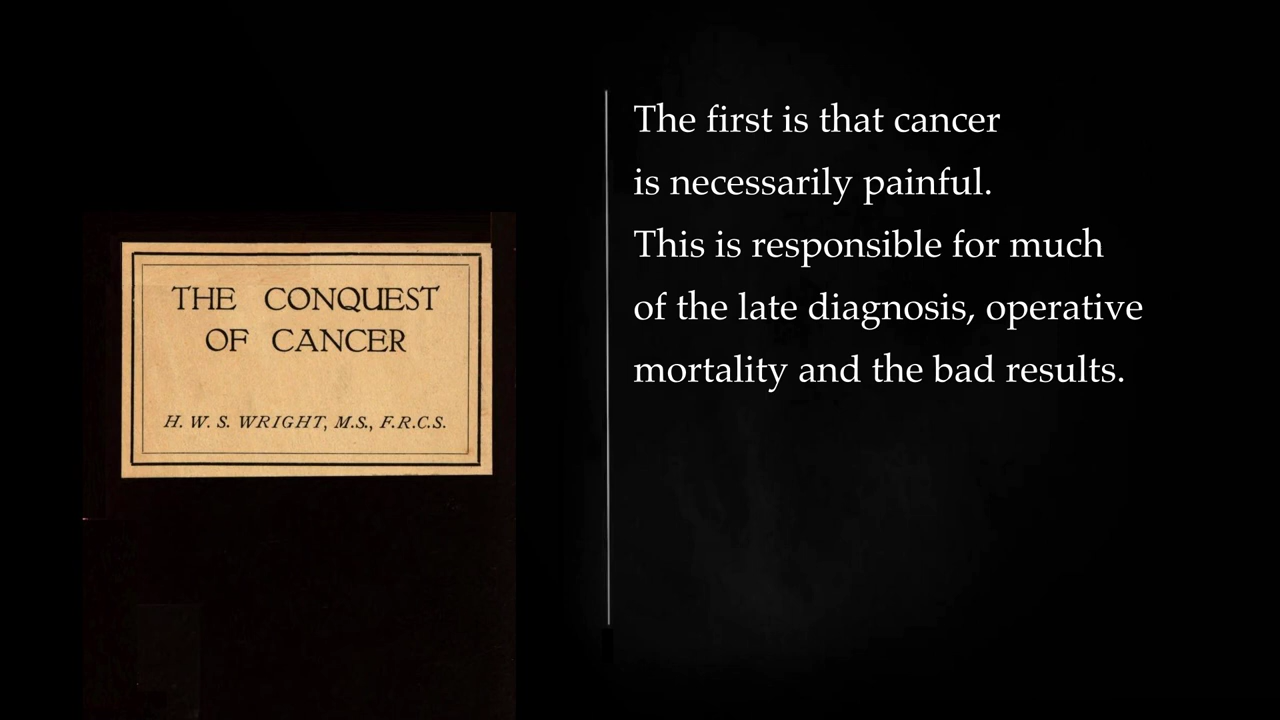 THE CONQUEST
OF CANCER
H. W. S. WRIGHT, M.S., F.R.C.S.
The first is that cancer
is necessarily painful.
This is responsible for much
of the late diagnosis, operative
mortality and the bad results.